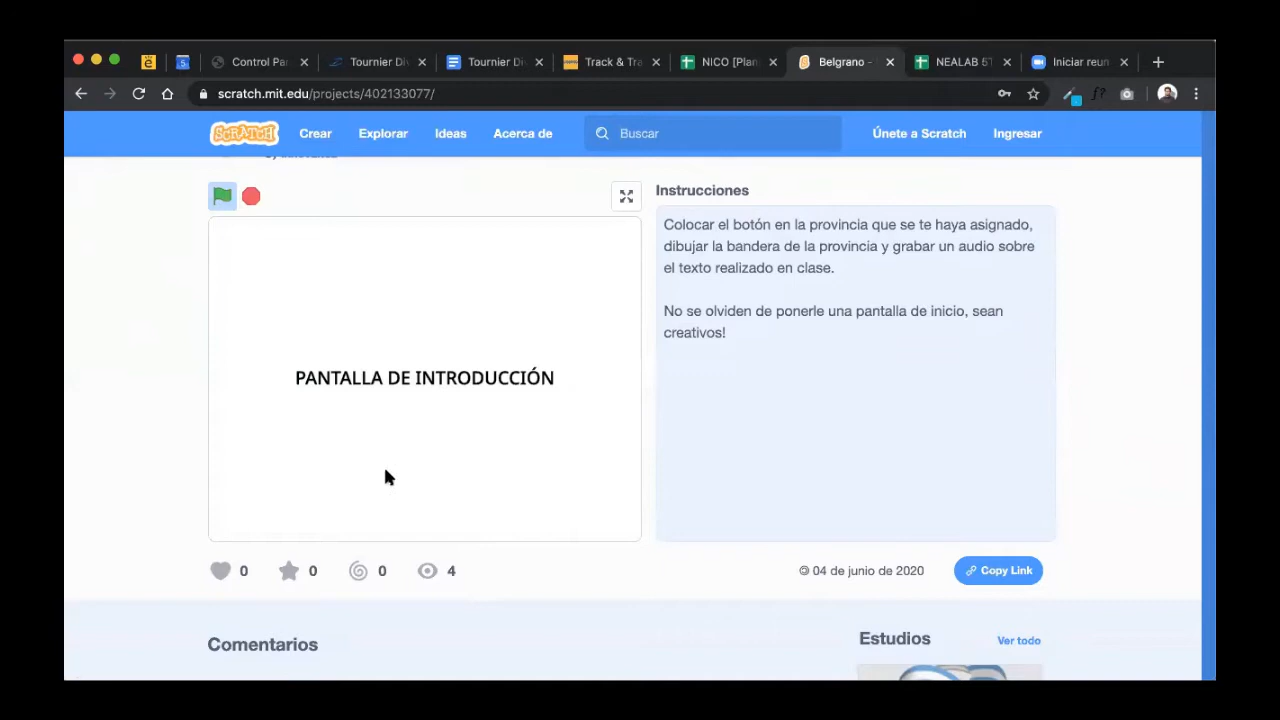 Control Pa
Tournier Di
Tournier Di
Track & Tra
NICO [Plan
Belgrano -
NEALAB 5T
Iniciar reun
scratch.mit.edu/projects/402133077/
SCRATCH
Crear
Explorar
Ideas
Acerca de
Buscar
Únete a Scratch
Ingresar
Instrucciones
Colocar el botón en la provincia que se te haya asignado,
dibujar la bandera de la provincia y grabar un audio sobre
el texto realizado en clase.
No se olviden de ponerle una pantalla de inicio, sean
creativos!
PANTALLA DE INTRODUCCIÓN
0
0
0
4
04 de junio de 2020
Copy Link
Comentarios
Estudios
Ver todo